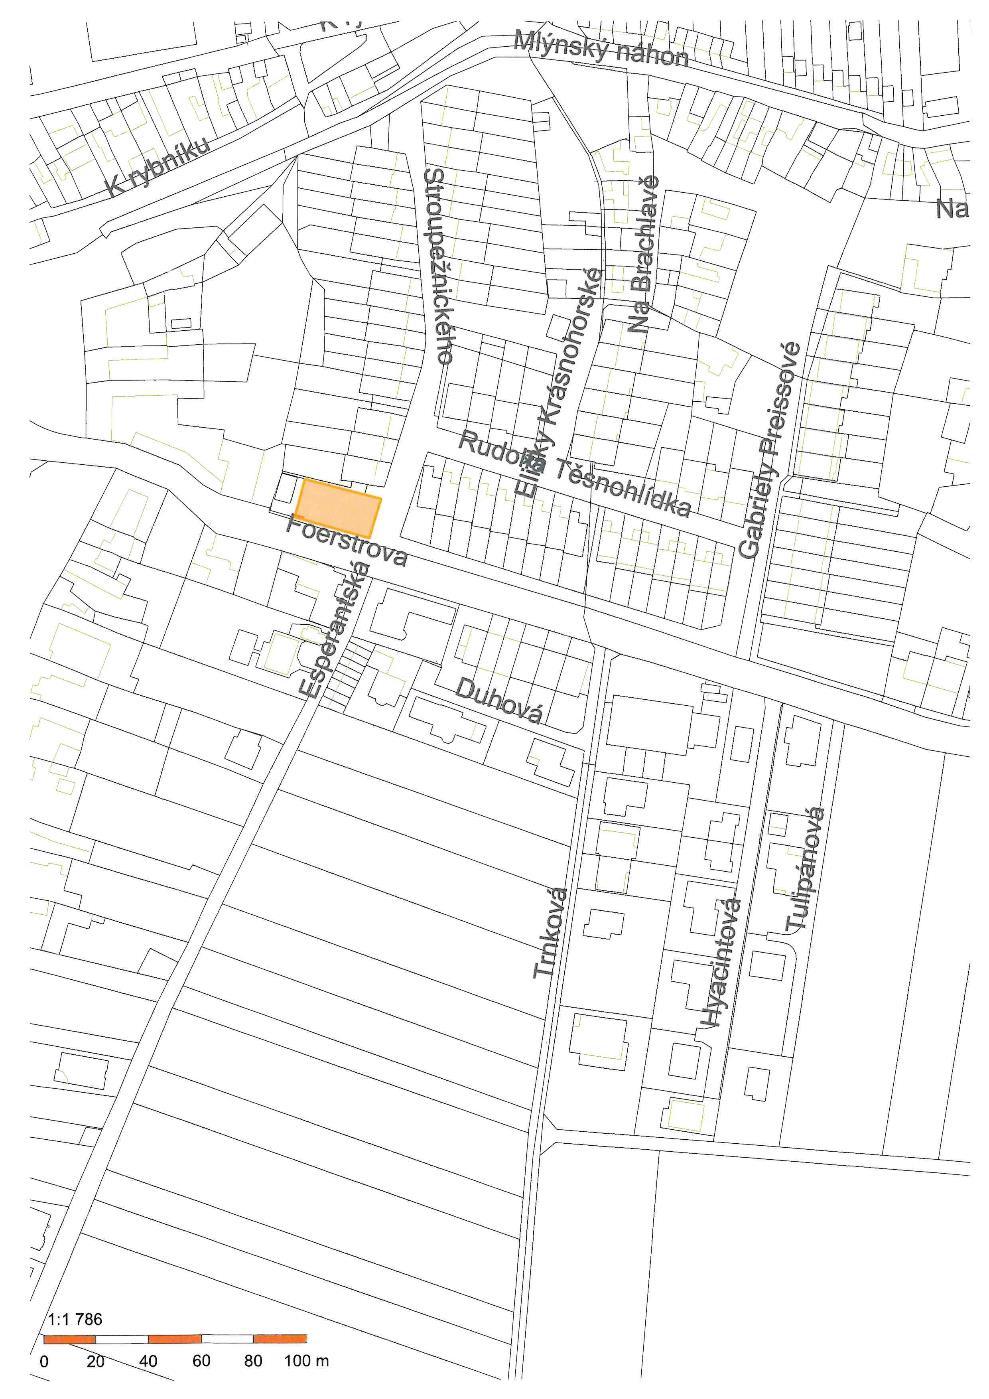 Mlýnský náhon
K rybníku
Stroupežnického
Na Brachlavě
Na
Elišky Krásnohorské
Rudolfa Těsnohlídka
Gabriely Preissové
Foerstrova
Esperantská
Duhová
Trnková
Hyacintová
Tulipánová
1:1 786
0 20 40 60 80 100 m